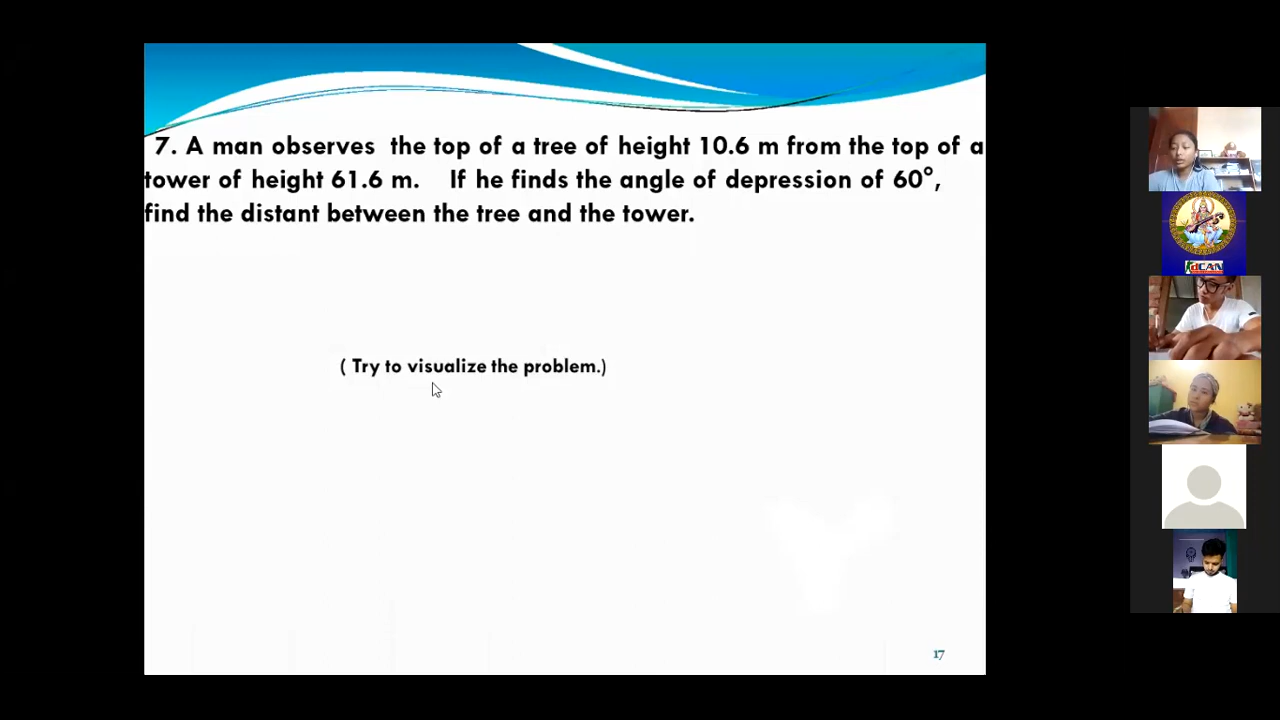 7. A man observes the top of a tree of height 10.6 m from the top of a
tower of height 61.6 m. If he finds the angle of depression of 60°,
find the distant between the tree and the tower.
( Try to visualize the problem.)
17